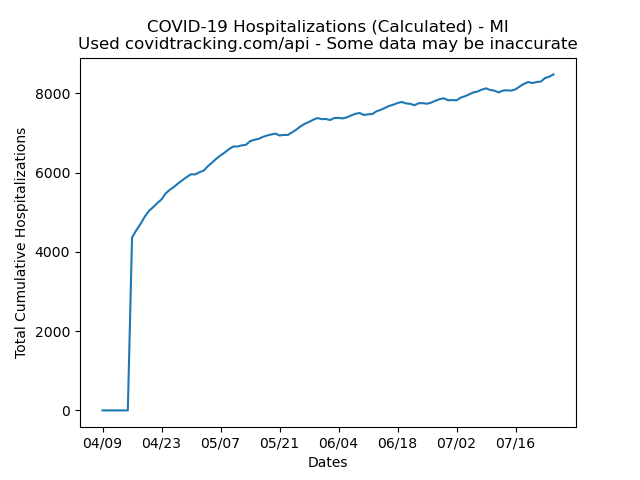 COVID-19 Hospitalizations (Calculated) - MI
Used covidtracking.com/api - Some data may be inaccurate
Total Cumulative Hospitalizations
8000
6000
4000
2000
0
04/09 04/23 05/07 05/21 06/04 06/18 07/02 07/16
Dates